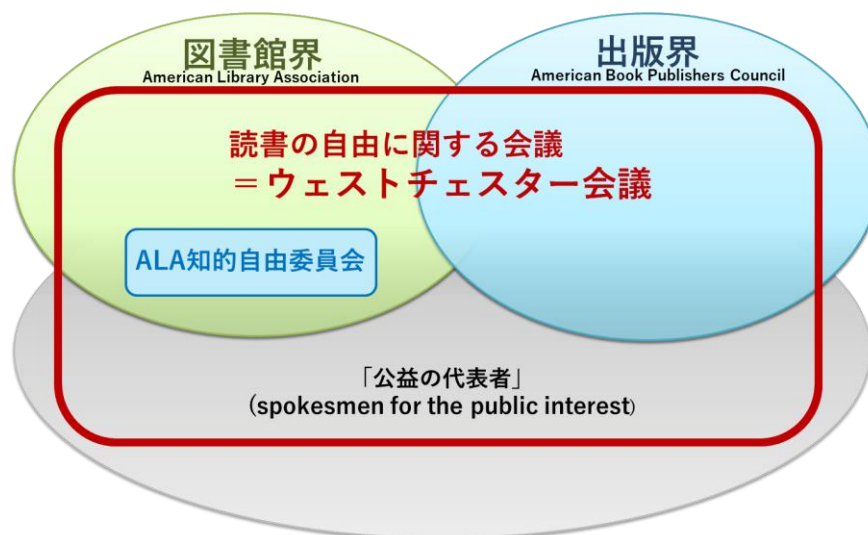 図書館界
American Library Association
出版界
American Book Publishers Council
読書の自由に関する会議
＝ウェストチェスター会議
ALA知的自由委員会
「公益の代表者」
(spokesmen for the public interest)